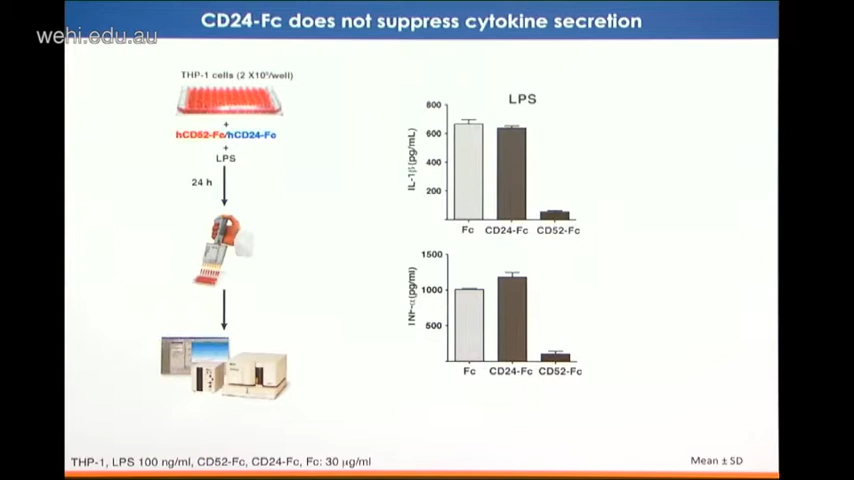 CD24-Fc does not suppress cytokine secretion
wehi.edu.au
THP-1 cells (2 X10⁵/well)
+
hCD52-Fc/hCD24-Fc
+
LPS
24 h
LPS
IL-1β(pg/mL)
800
600
400
200
Fc CD24-Fc CD52-Fc
TNF-α(pg/ml)
1500
1000
500
Fc CD24-Fc CD52-Fc
THP-1, LPS 100 ng/ml, CD52-Fc, CD24-Fc, Fc: 30 μg/ml
Mean ± SD